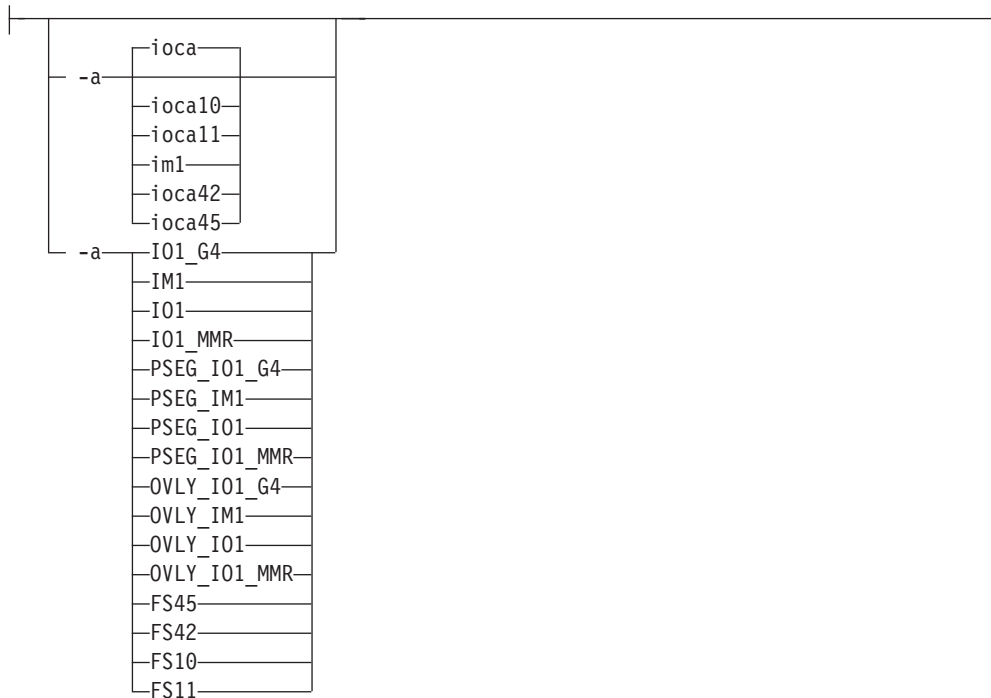 ioca
-a
ioca10
ioca11
im1
ioca42
ioca45
-a IO1_G4
IM1
IO1
IO1_MMR
PSEG_IO1_G4
PSEG_IM1
PSEG_IO1
PSEG_IO1_MMR
OVLY_IO1_G4
OVLY_IM1
OVLY_IO1
OVLY_IO1_MMR
FS45
FS42
FS10
FS11